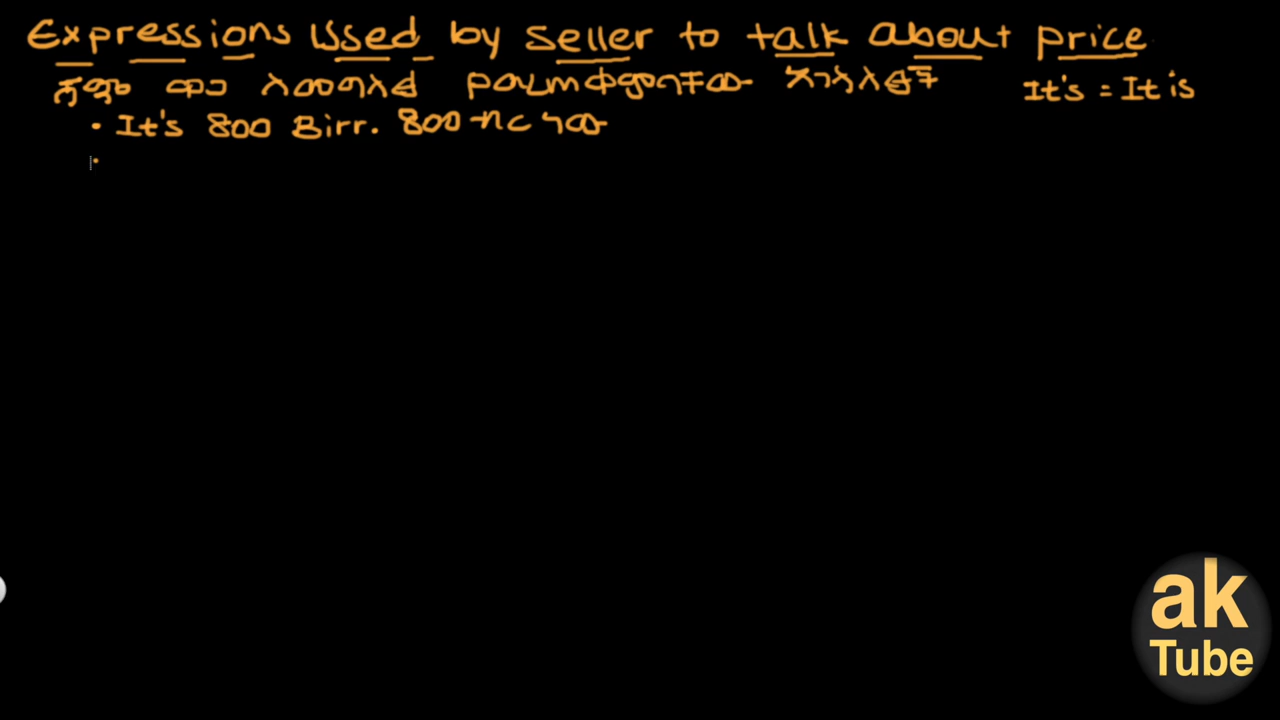 Expressions Used by Seller to talk about price
ሻጭ ው ለመግለፅ የሚጠቀምባቸው አገላለፆች It's = It is
• It's 800 Birr. 800 ብር ነው
•
ak
Tube